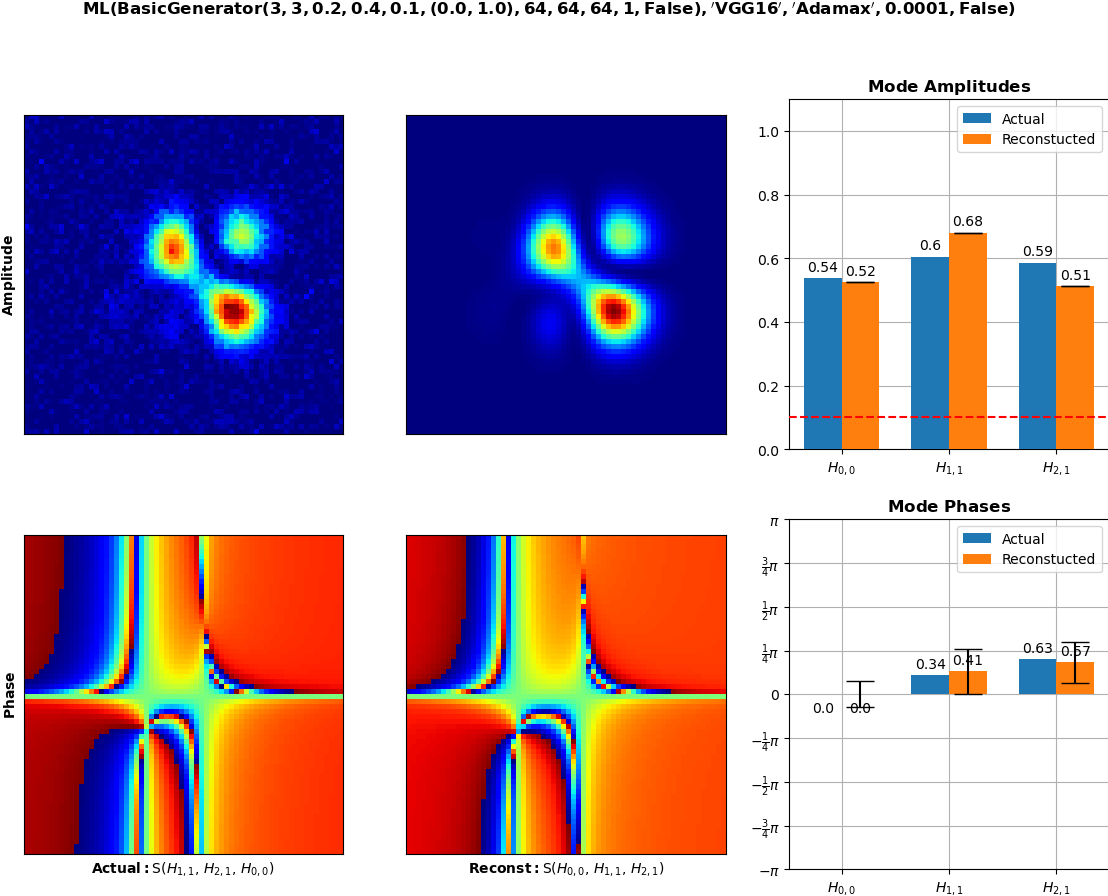 ML(BasicGenerator(3, 3, 0.2, 0.4, 0.1, (0.0, 1.0), 64, 64, 64, 1, False), ′VGG16′, ′Adamax′, 0.0001, False)
Amplitude
Mode Amplitudes
Actual
Reconstucted
1.0
0.8
0.6
0.4
0.2
0.0
0.54 0.52
0.6 0.68
0.59 0.51
H0,0 H1,1 H2,1
Phase
Actual: S(H1,1, H2,1, H0,0)
Reconst: S(H0,0, H1,1, H2,1)
Mode Phases
Actual
Reconstucted
π
3/4π
1/2π
1/4π
0
−1/4π
−1/2π
−3/4π
−π
0.0 0.0
0.34 0.41
0.63 0.57
H0,0 H1,1 H2,1